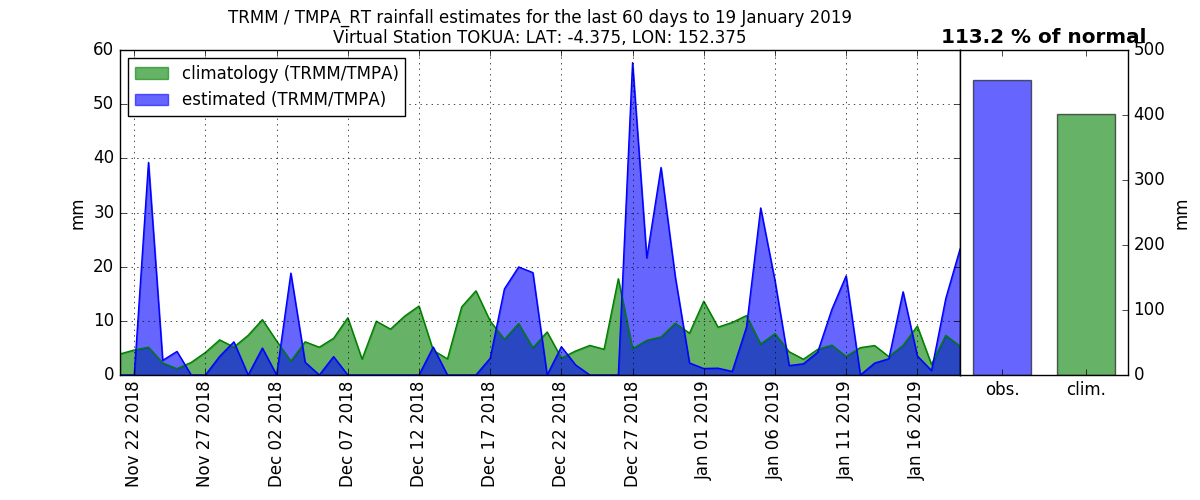 TRMM / TMPA_RT rainfall estimates for the last 60 days to 19 January 2019
Virtual Station TOKUA: LAT: -4.375, LON: 152.375
113.2 % of normal
climatology (TRMM/TMPA)
estimated (TRMM/TMPA)
60
50
40
30
20
10
0
mm
Nov 22 2018
Nov 27 2018
Dec 02 2018
Dec 07 2018
Dec 12 2018
Dec 17 2018
Dec 22 2018
Dec 27 2018
Jan 01 2019
Jan 06 2019
Jan 11 2019
Jan 16 2019
obs.
clim.
500
400
300
200
100
0
mm